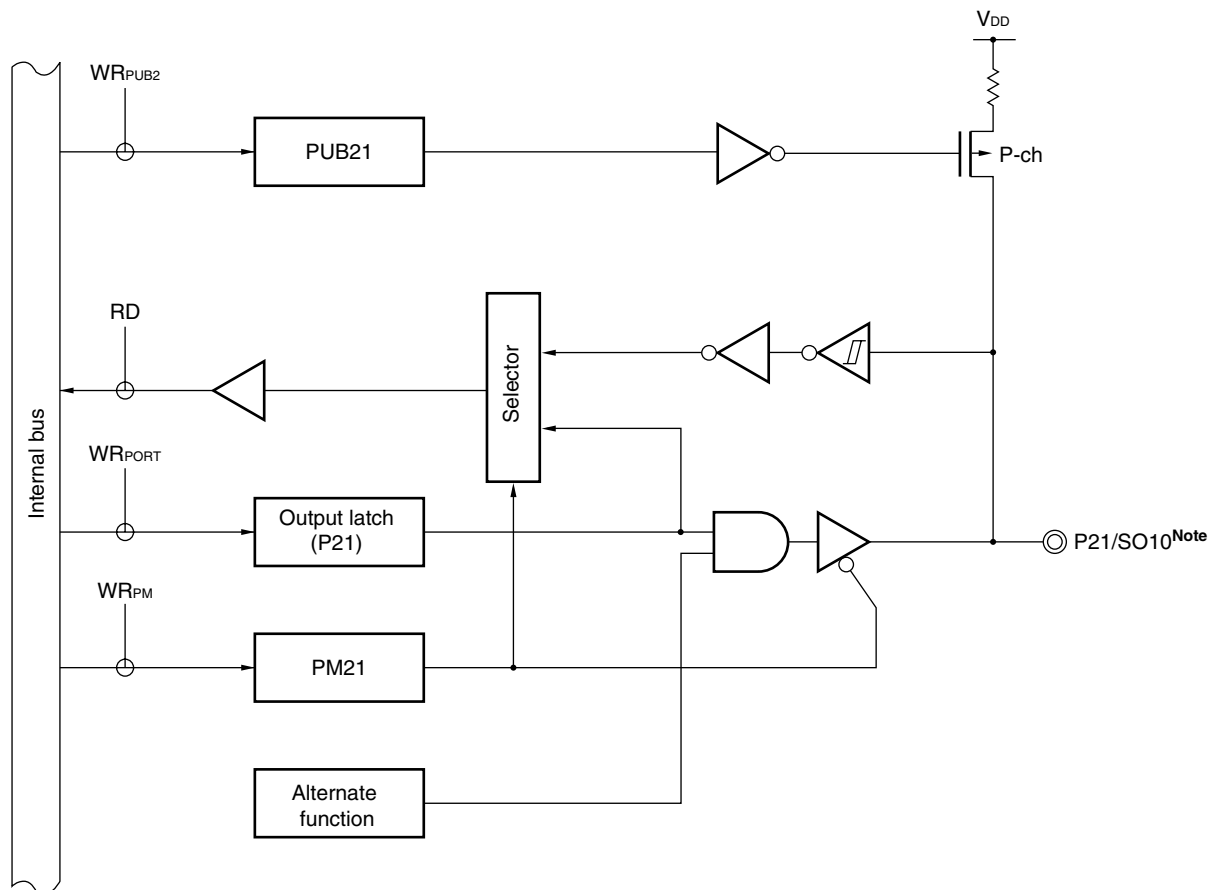 VDD
WRPUB2
PUB21
P-ch
RD
Selector
Internal bus
WRPORT
Output latch
(P21)
P21/SO10Note
WRPM
PM21
Alternate
function